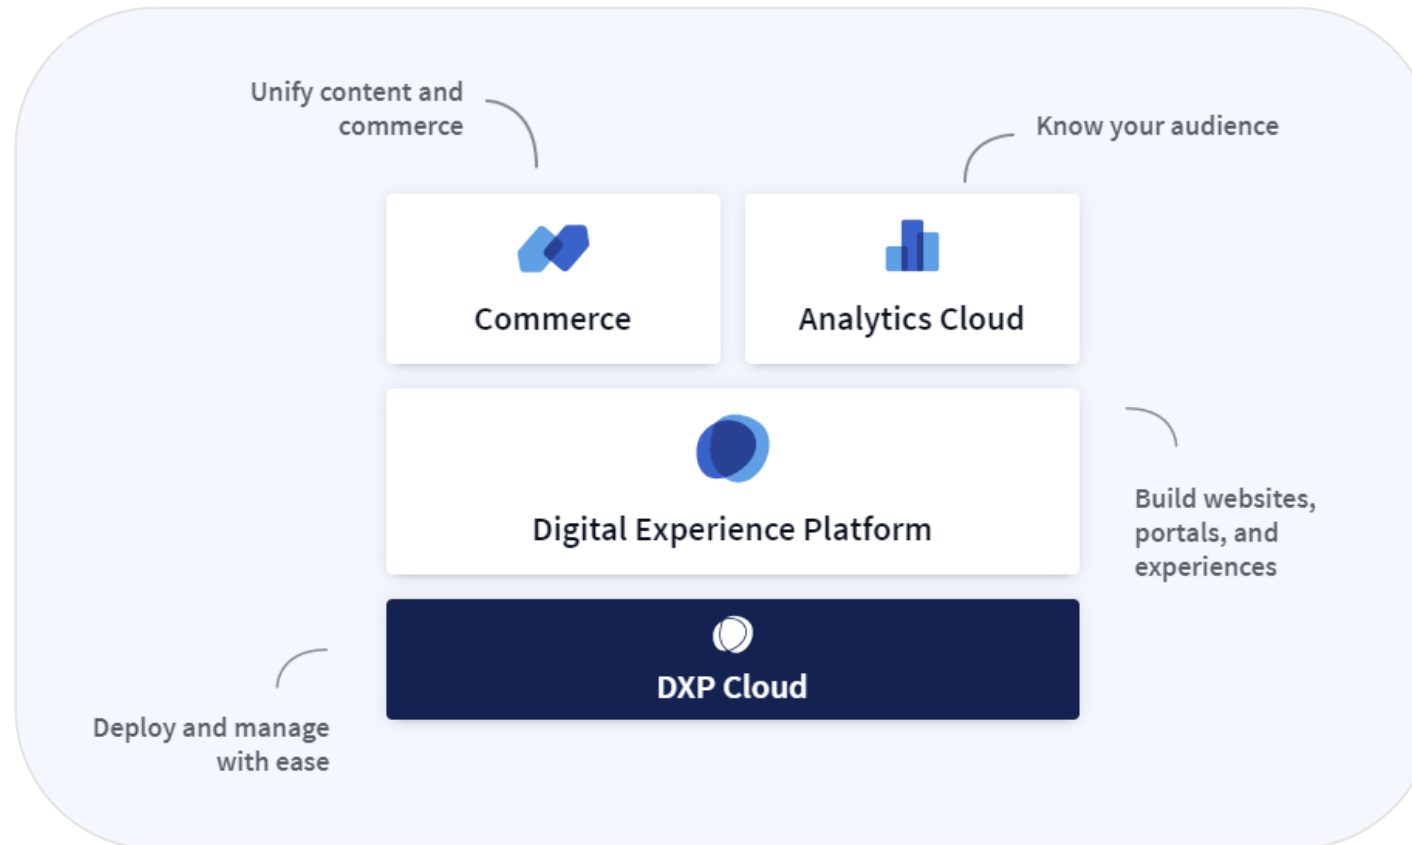 Unify content and
commerce
Know your audience
Commerce
Analytics Cloud
Digital Experience Platform
Build websites,
portals, and
experiences
DXP Cloud
Deploy and manage
with ease